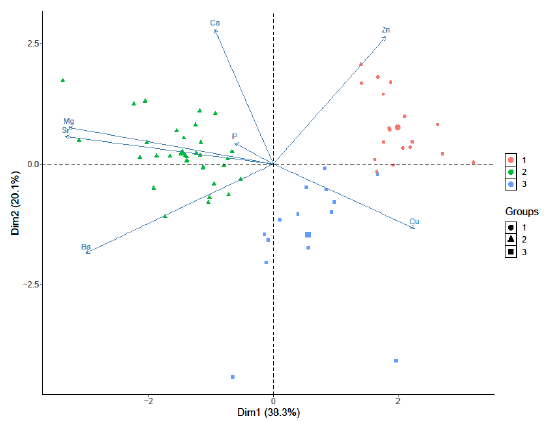 Ca
Zn
2.5
Mg
Sr
P
1
2
3
0.0
Groups
1
2
3
Cu
Ba
−2.5
−2
0
2
Dim1 (38.3%)
Dim2 (20.1%)